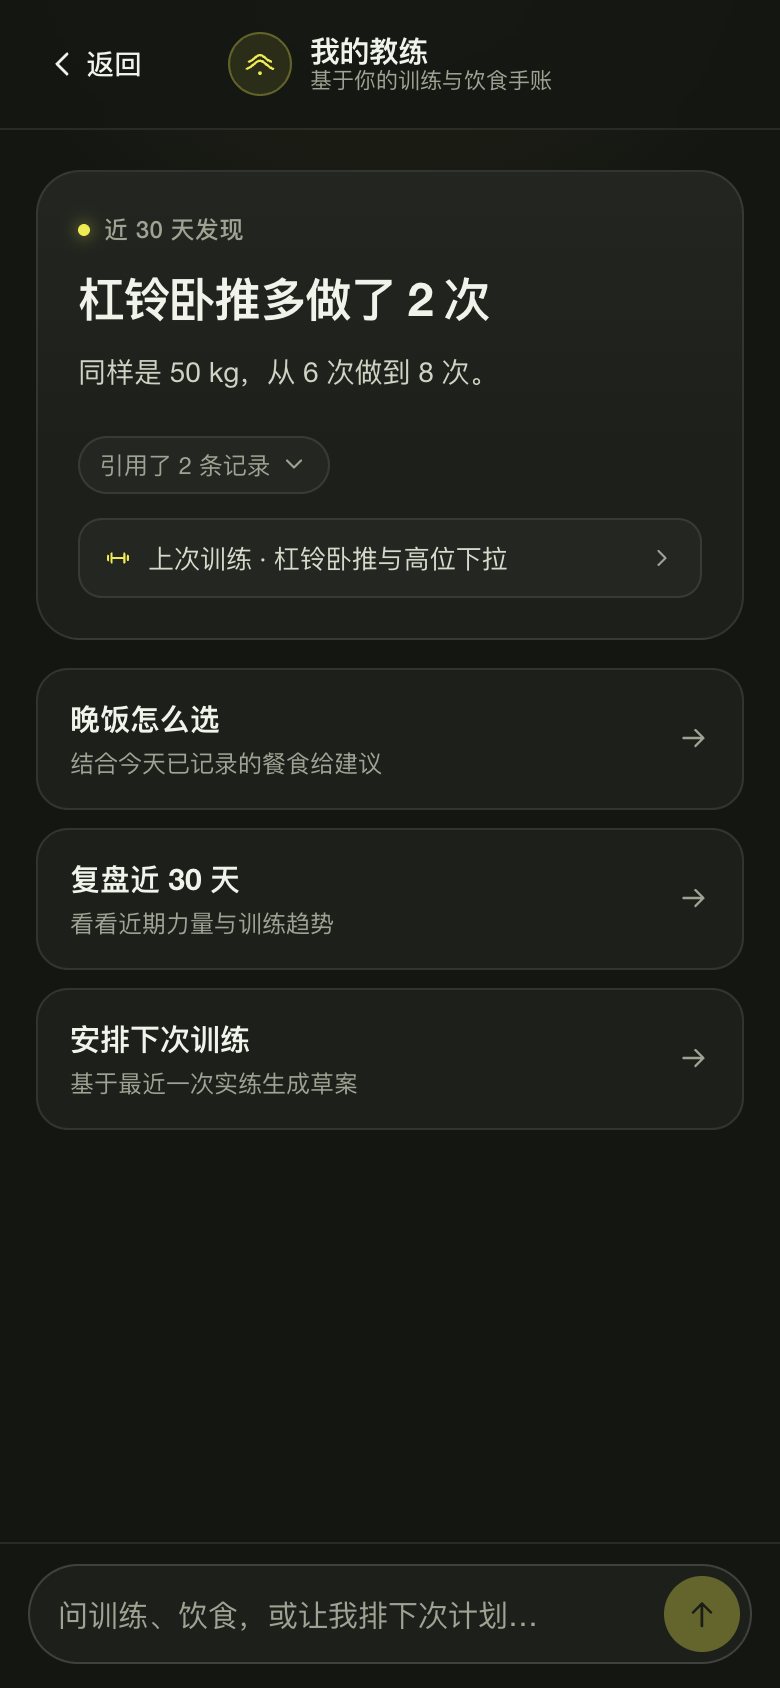 返回
我的教练
基于你的训练与饮食手账
近 30 天发现
杠铃卧推多做了 2 次
同样是 50 kg，从 6 次做到 8 次。
引用了 2 条记录
上次训练 · 杠铃卧推与高位下拉
晚饭怎么选
结合今天已记录的餐食给建议
复盘近 30 天
看看近期力量与训练趋势
安排下次训练
基于最近一次实练生成草案
问训练、饮食，或让我排下次计划…